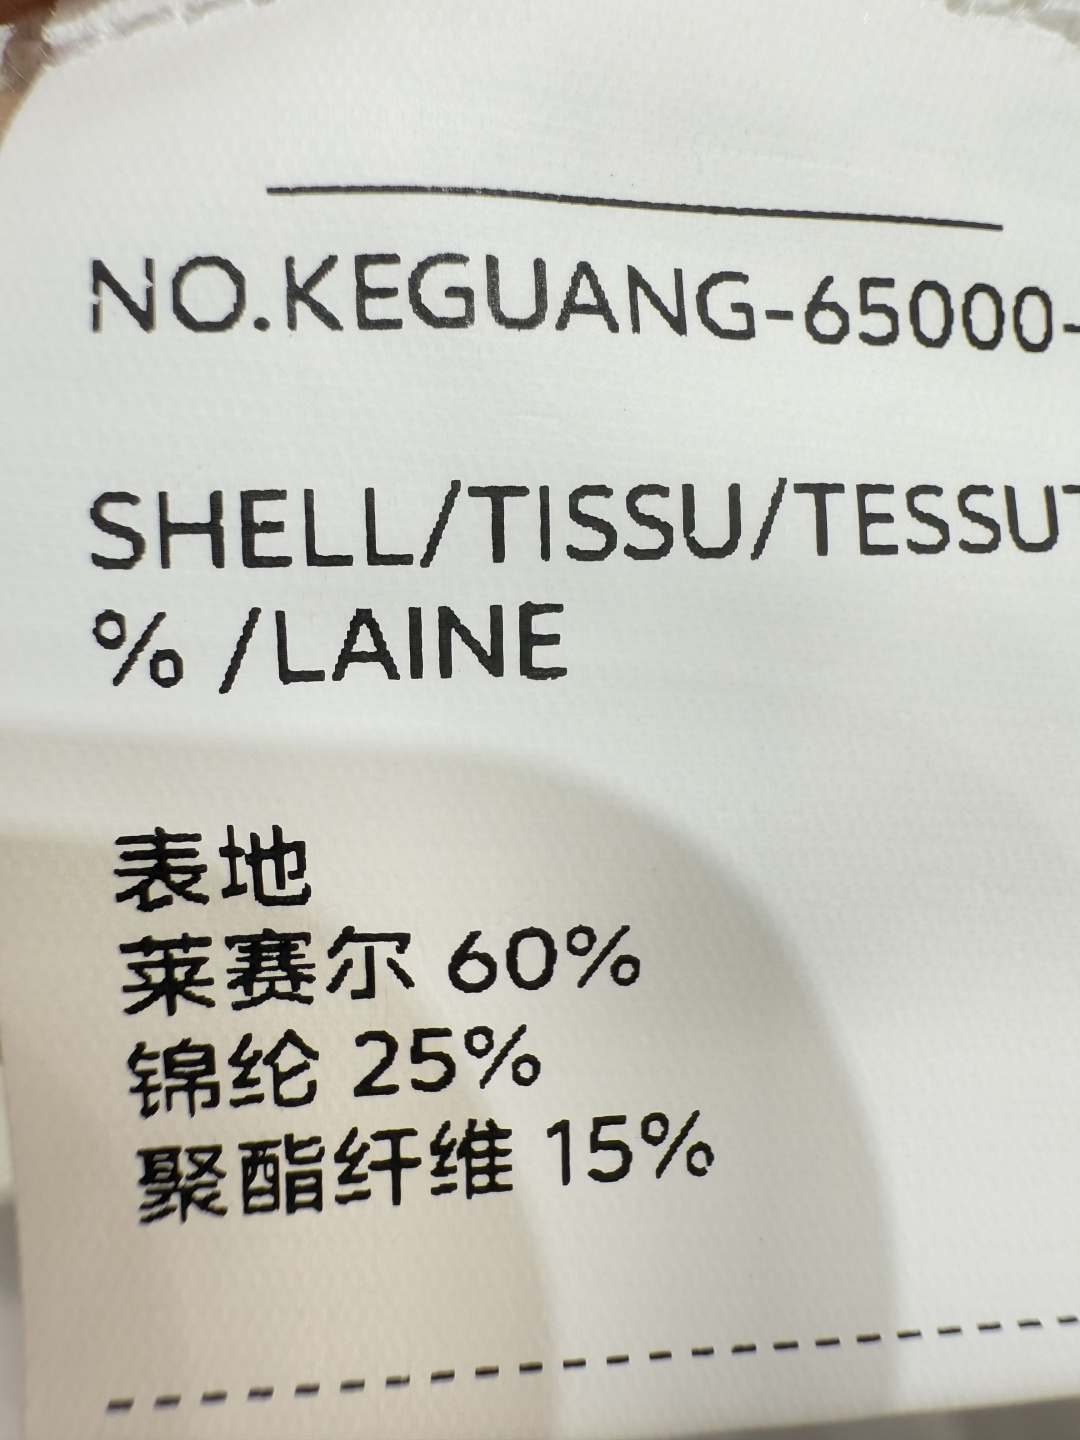 NO.KEGUANG-65000-
SHELL/TISSU/TESSUT
% /LAINE
表地
莱赛尔 60%
锦纶 25%
聚酯纤维 15%